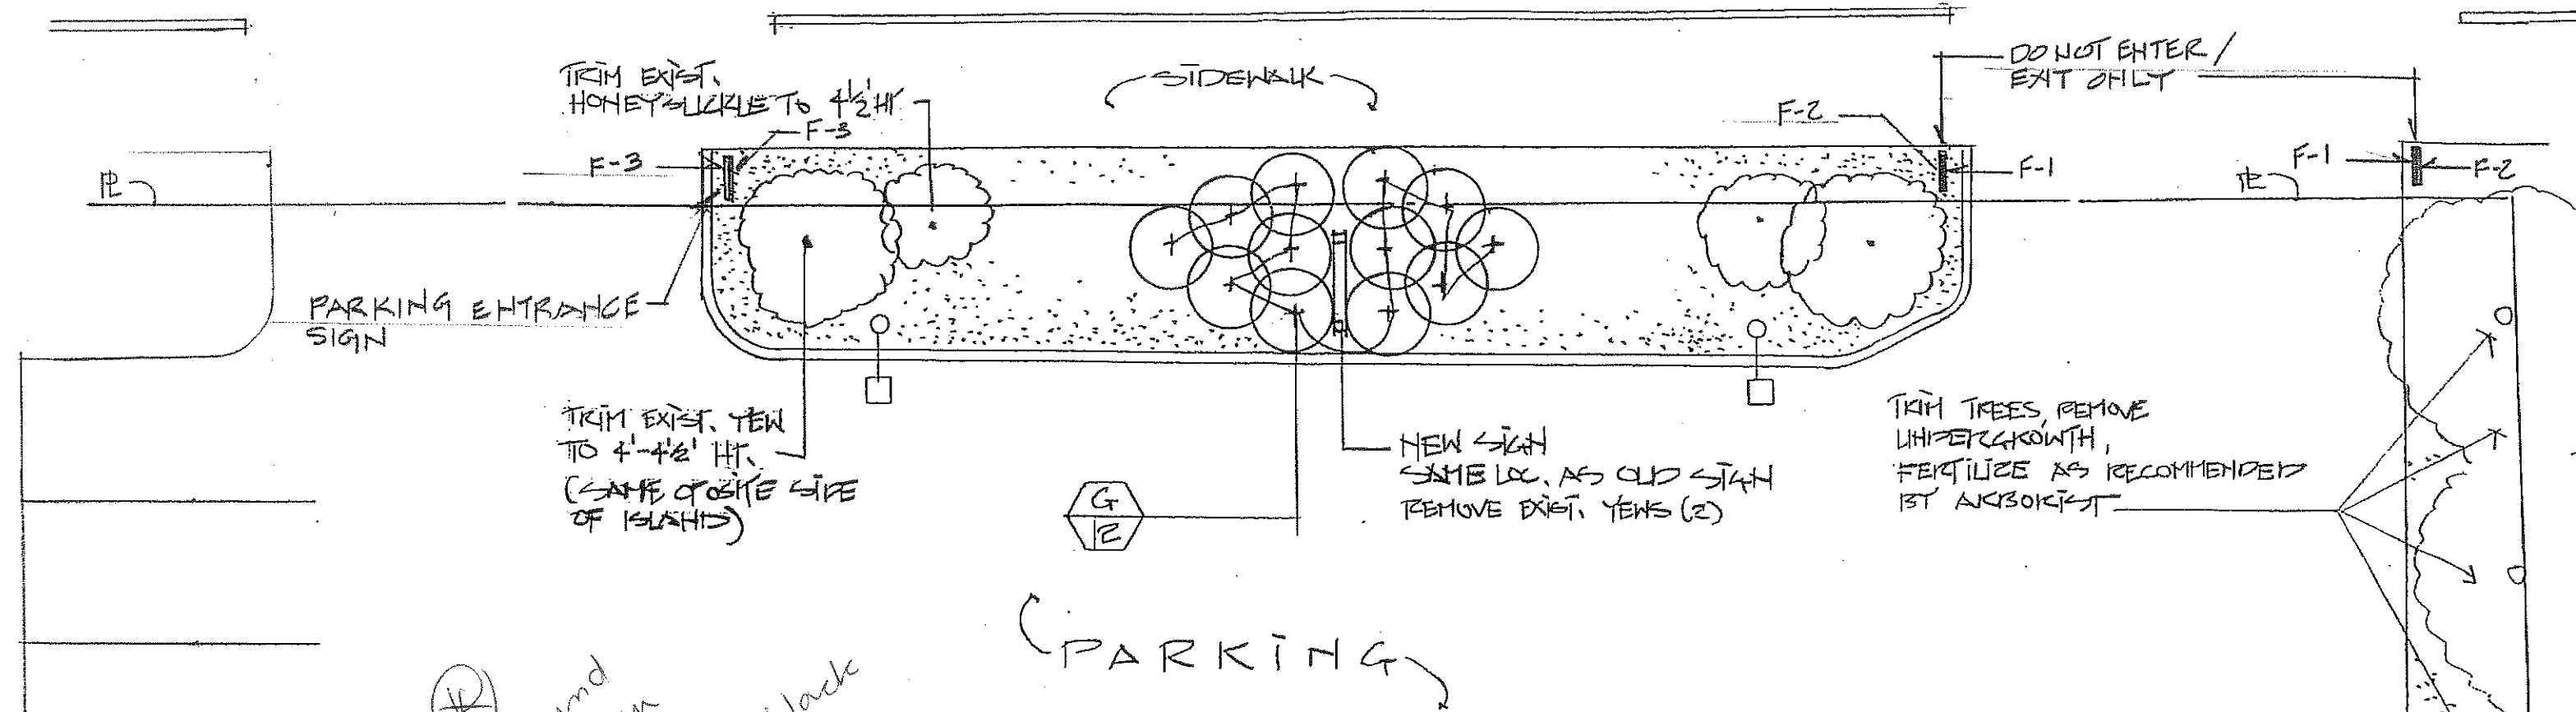 DO NOT ENTER /
EXIT ONLY
TRIM EXIST.
HONEYSUCKLE TO 4½' HT
SIDEWALK
F-3
F-3
F-2
F-1
F-1
F-2
PL
PL
PARKING ENTRANCE
SIGN
TRIM EXIST. YEW
TO 4'-4½' HT.
(SAME OPOSITE SIDE
OF ISLAND)
NEW SIGN
SAME LOC. AS OLD SIGN
REMOVE EXIST. YEWS (2)
TRIM TREES, REMOVE
UNDERGROWTH,
FERTILIZE AS RECOMMENDED
BY ARBORIST
G
12
PARKING